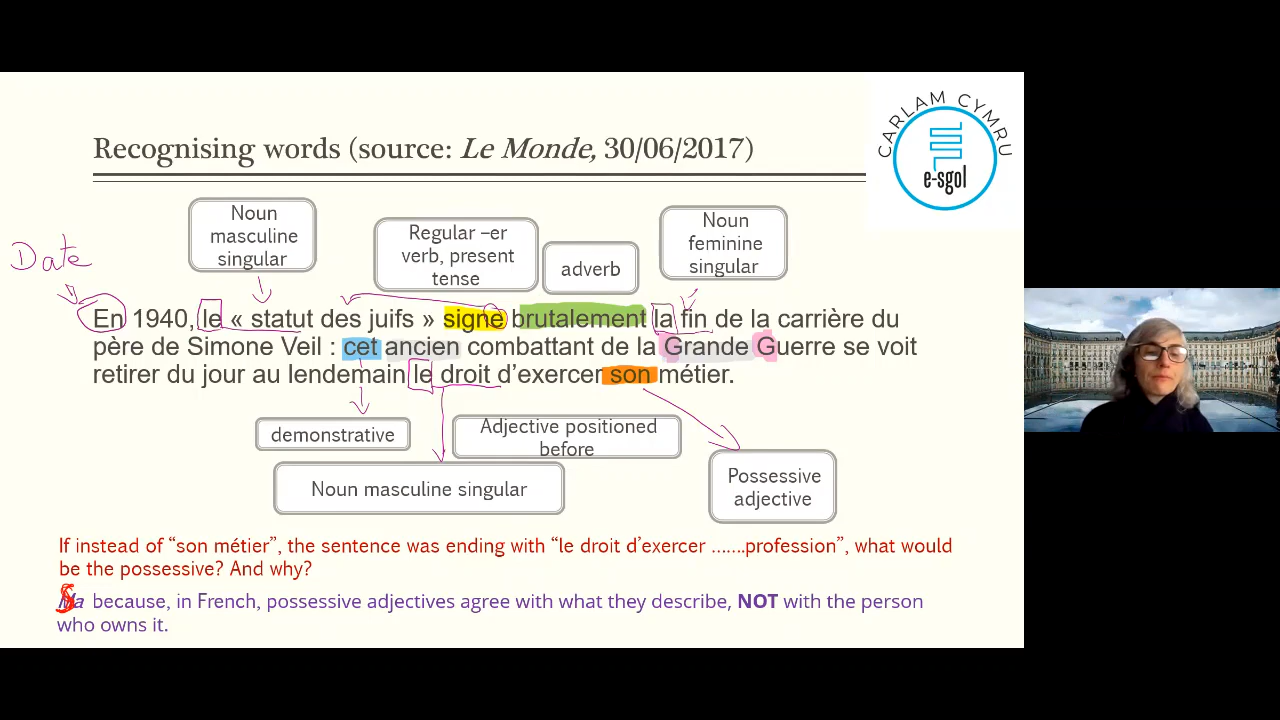 CARLAM CYMRU
e-sgol
Recognising words (source: Le Monde, 30/06/2017)
Noun
masculine
singular
Regular –er
verb, present
tense
adverb
Noun
feminine
singular
Date
En 1940, le « statut des juifs » signe brutalement la fin de la carrière du
père de Simone Veil : cet ancien combattant de la Grande Guerre se voit
retirer du jour au lendemain le droit d’exercer son métier.
demonstrative
Adjective positioned
before
Noun masculine singular
Possessive
adjective
If instead of “son métier”, the sentence was ending with “le droit d’exercer …….profession”, what would
be the possessive? And why?
Sa because, in French, possessive adjectives agree with what they describe, NOT with the person
who owns it.